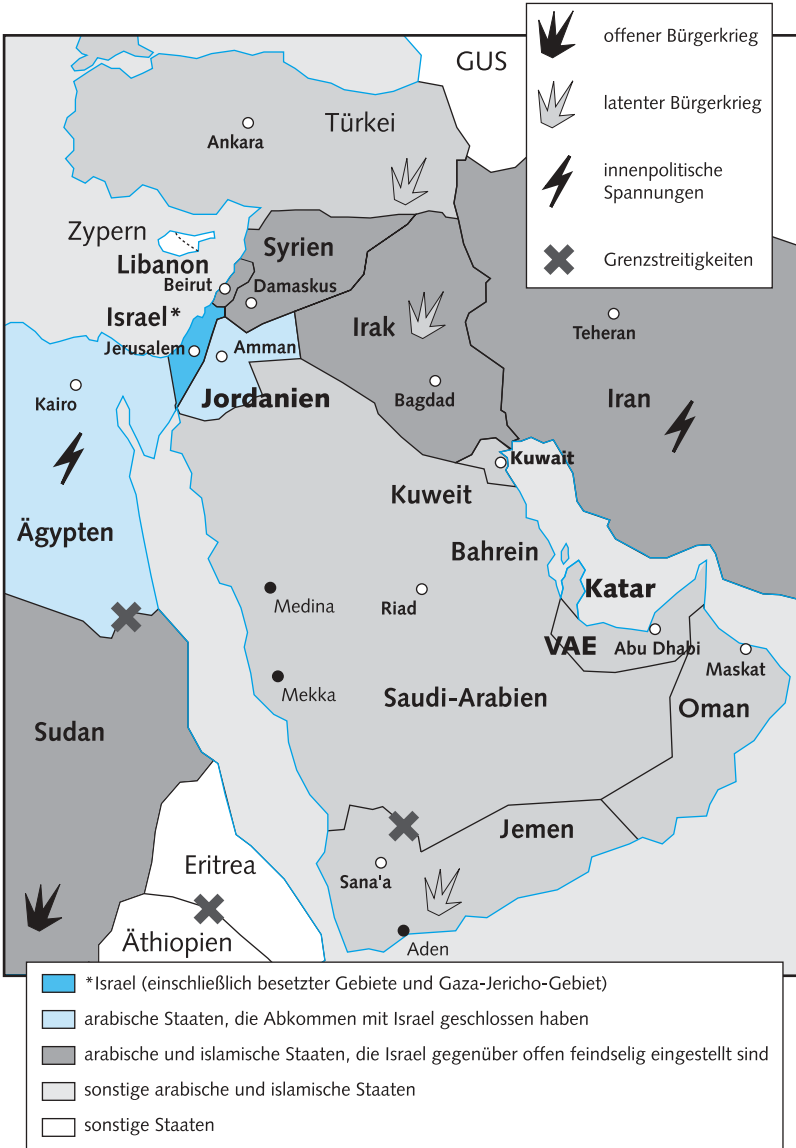 offener Bürgerkrieg
latenter Bürgerkrieg
innenpolitische
Spannungen
Grenzstreitigkeiten
GUS
Türkei
Ankara
Zypern
Syrien
Libanon
Beirut
Damaskus
Israel*
Irak
Teheran
Jerusalem
Amman
Kairo
Jordanien
Bagdad
Iran
Kuwait
Kuweit
Ägypten
Bahrein
Katar
Medina
Riad
VAE
Abu Dhabi
Maskat
Mekka
Saudi-Arabien
Oman
Sudan
Jemen
Eritrea
Sana'a
Äthiopien
Aden
*Israel (einschließlich besetzter Gebiete und Gaza-Jericho-Gebiet)
arabische Staaten, die Abkommen mit Israel geschlossen haben
arabische und islamische Staaten, die Israel gegenüber offen feindselig eingestellt sind
sonstige arabische und islamische Staaten
sonstige Staaten